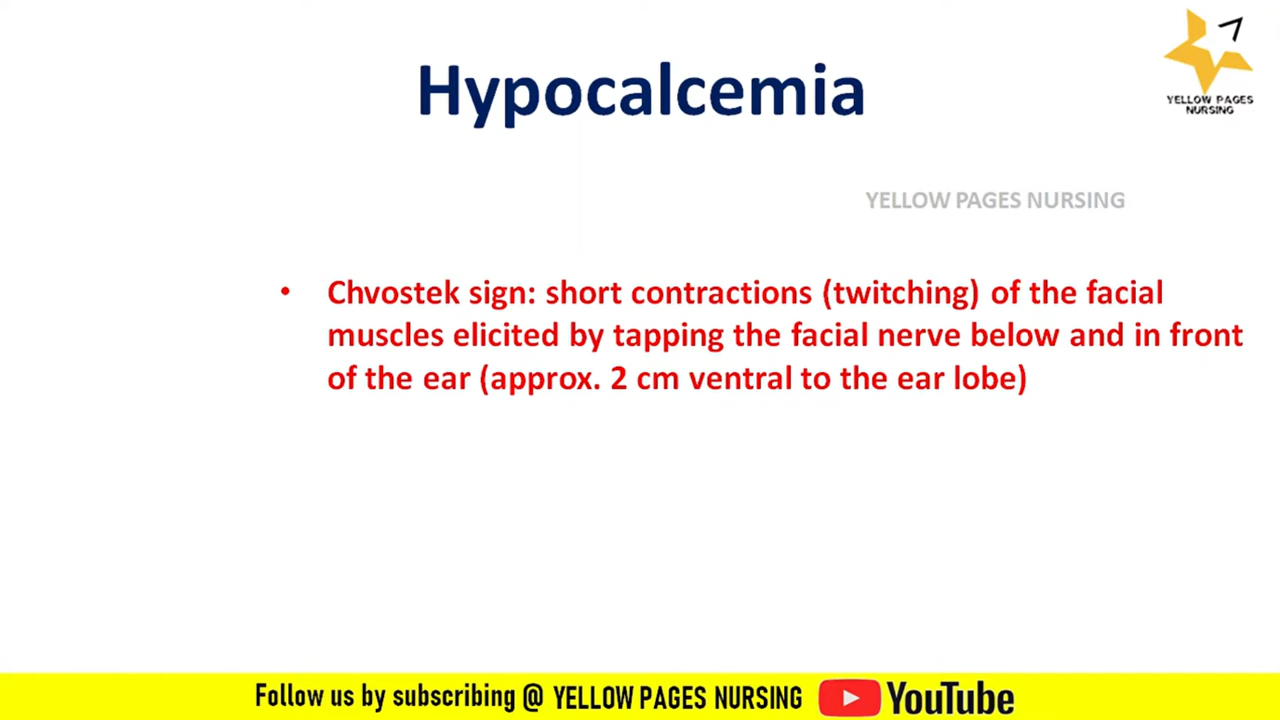 Hypocalcemia
YELLOW PAGES
NURSING
YELLOW PAGES NURSING
• Chvostek sign: short contractions (twitching) of the facial
muscles elicited by tapping the facial nerve below and in front
of the ear (approx. 2 cm ventral to the ear lobe)
Follow us by subscribing @ YELLOW PAGES NURSING YouTube